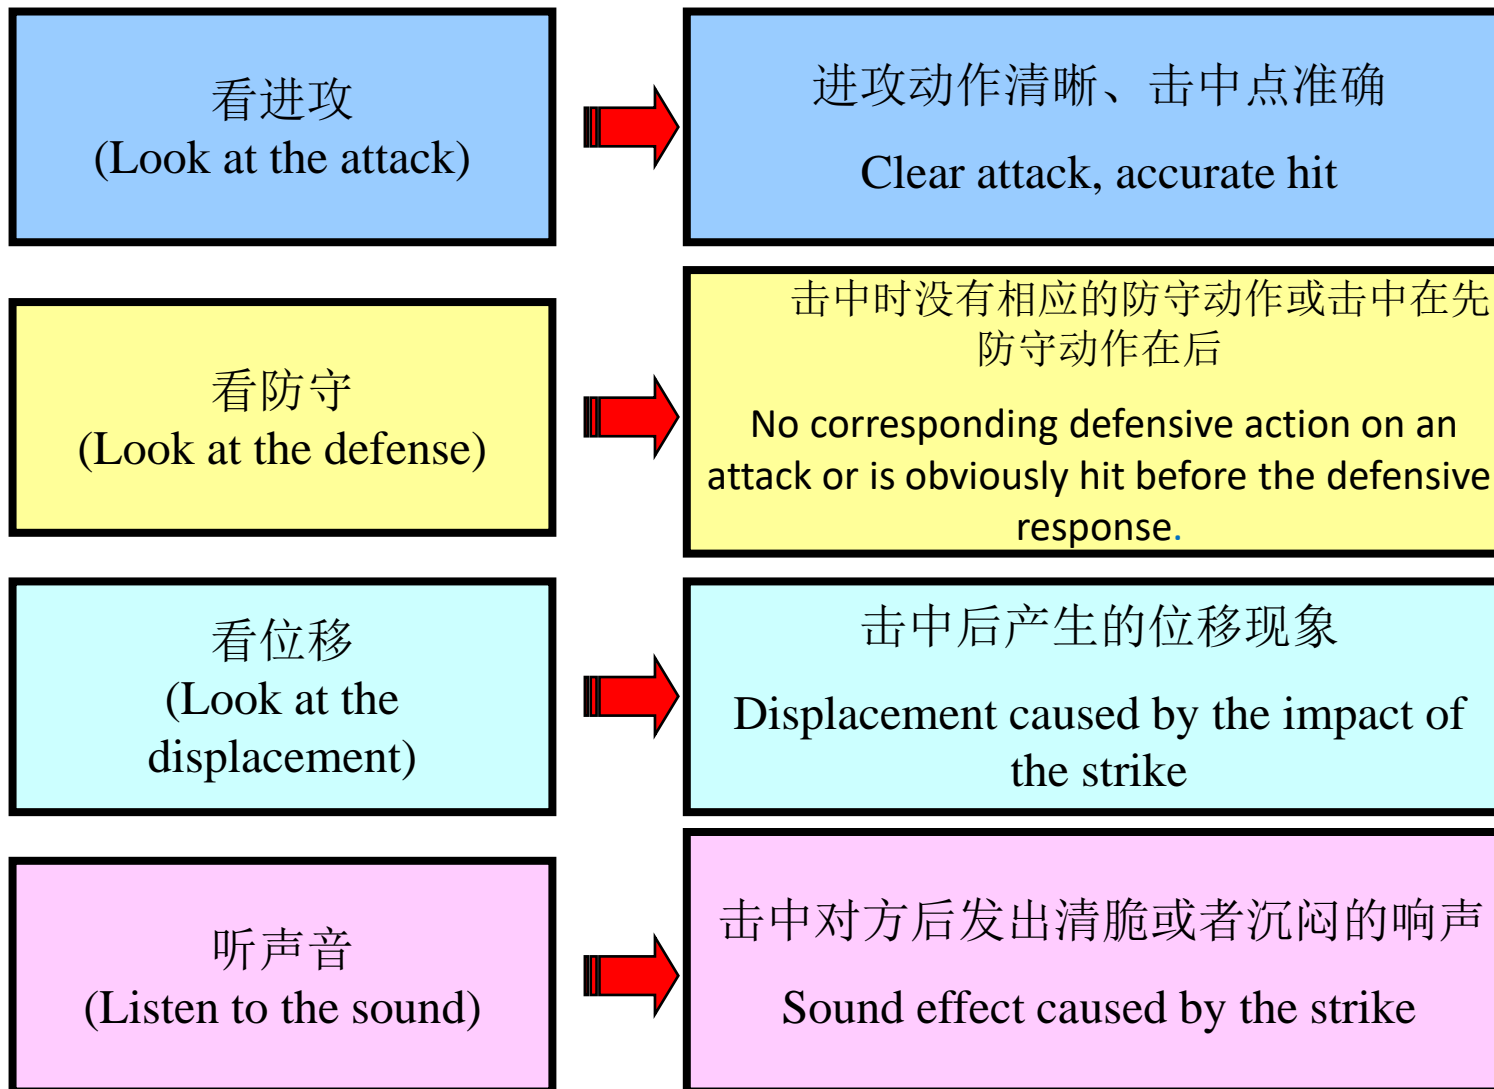 看进攻
(Look at the attack)
进攻动作清晰、击中点准确
Clear attack, accurate hit
看防守
(Look at the defense)
击中时没有相应的防守动作或击中在先
防守动作在后
No corresponding defensive action on an
attack or is obviously hit before the defensive
response.
看位移
(Look at the
displacement)
击中后产生的位移现象
Displacement caused by the impact of
the strike
听声音
(Listen to the sound)
击中对方后发出清脆或者沉闷的响声
Sound effect caused by the strike